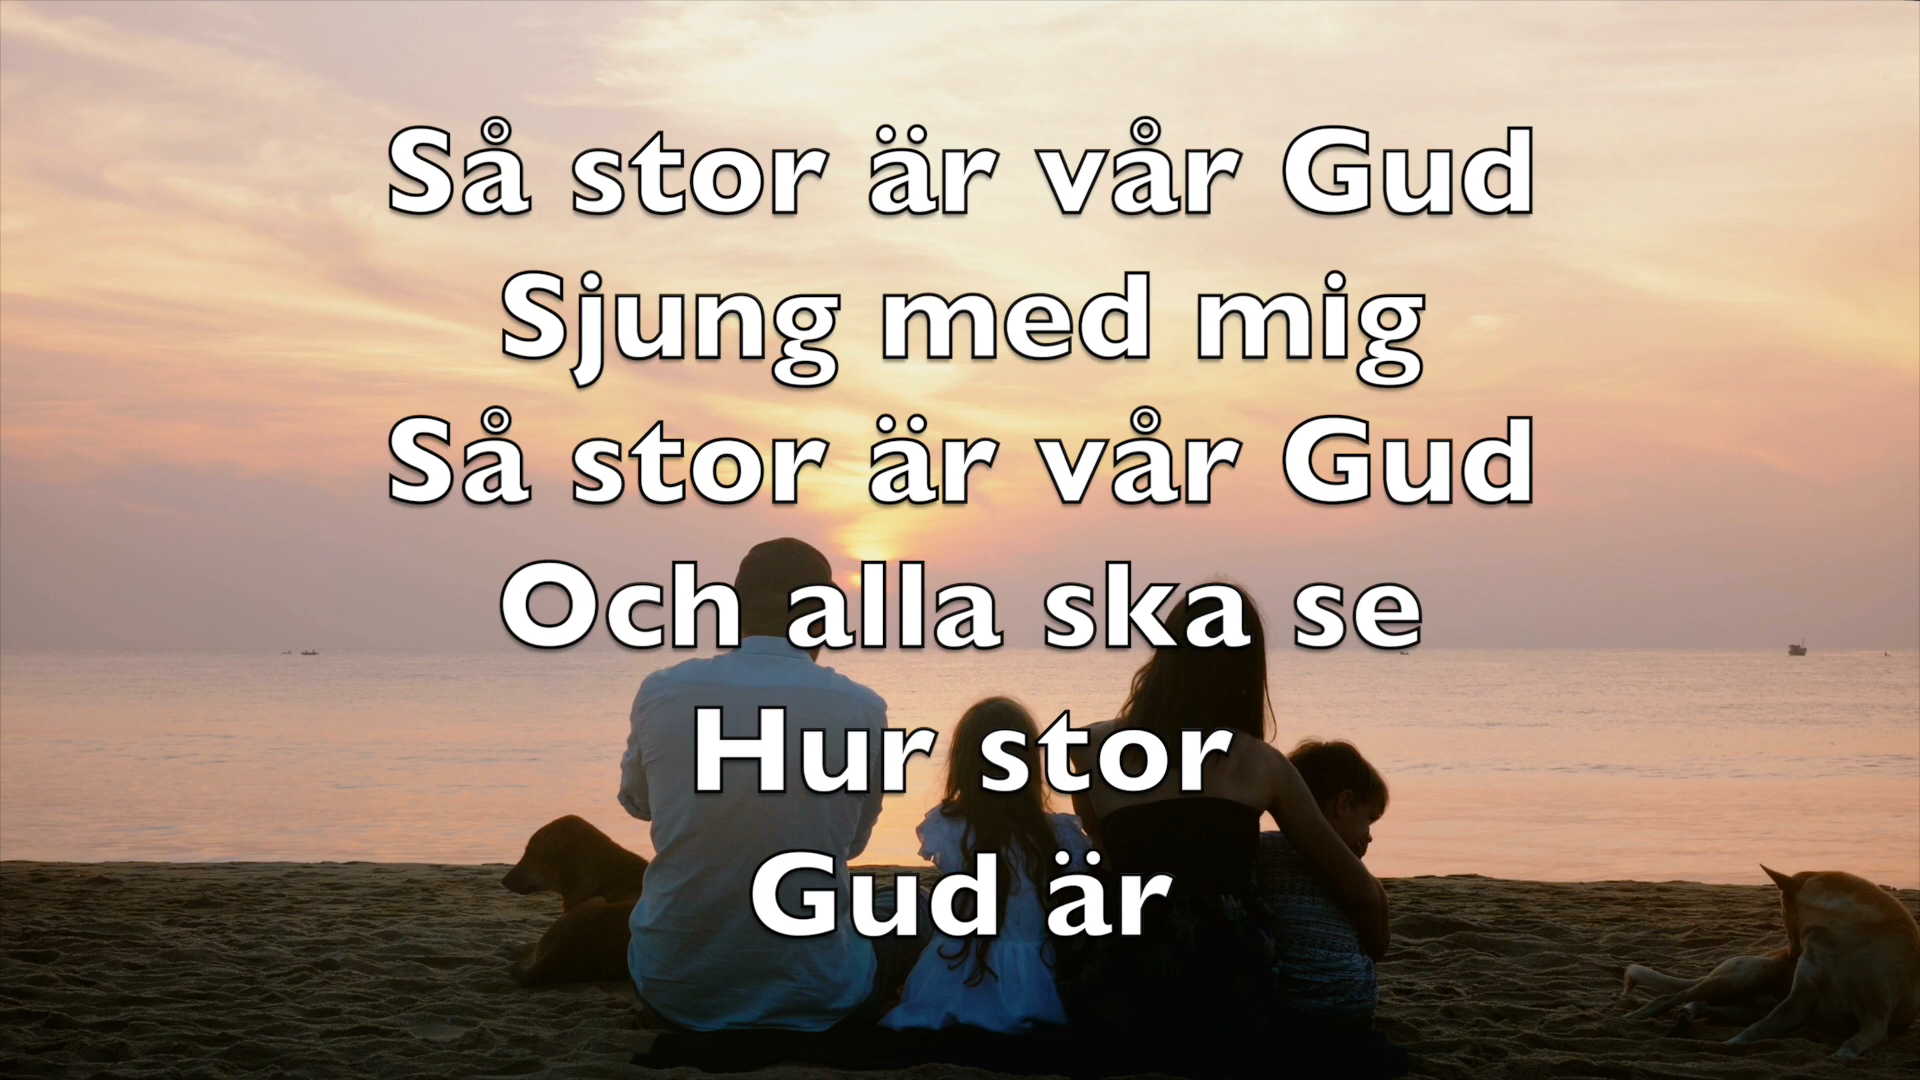 Så stor är vår Gud
Sjung med mig
Så stor är vår Gud
Och alla ska se
Hur stor
Gud är